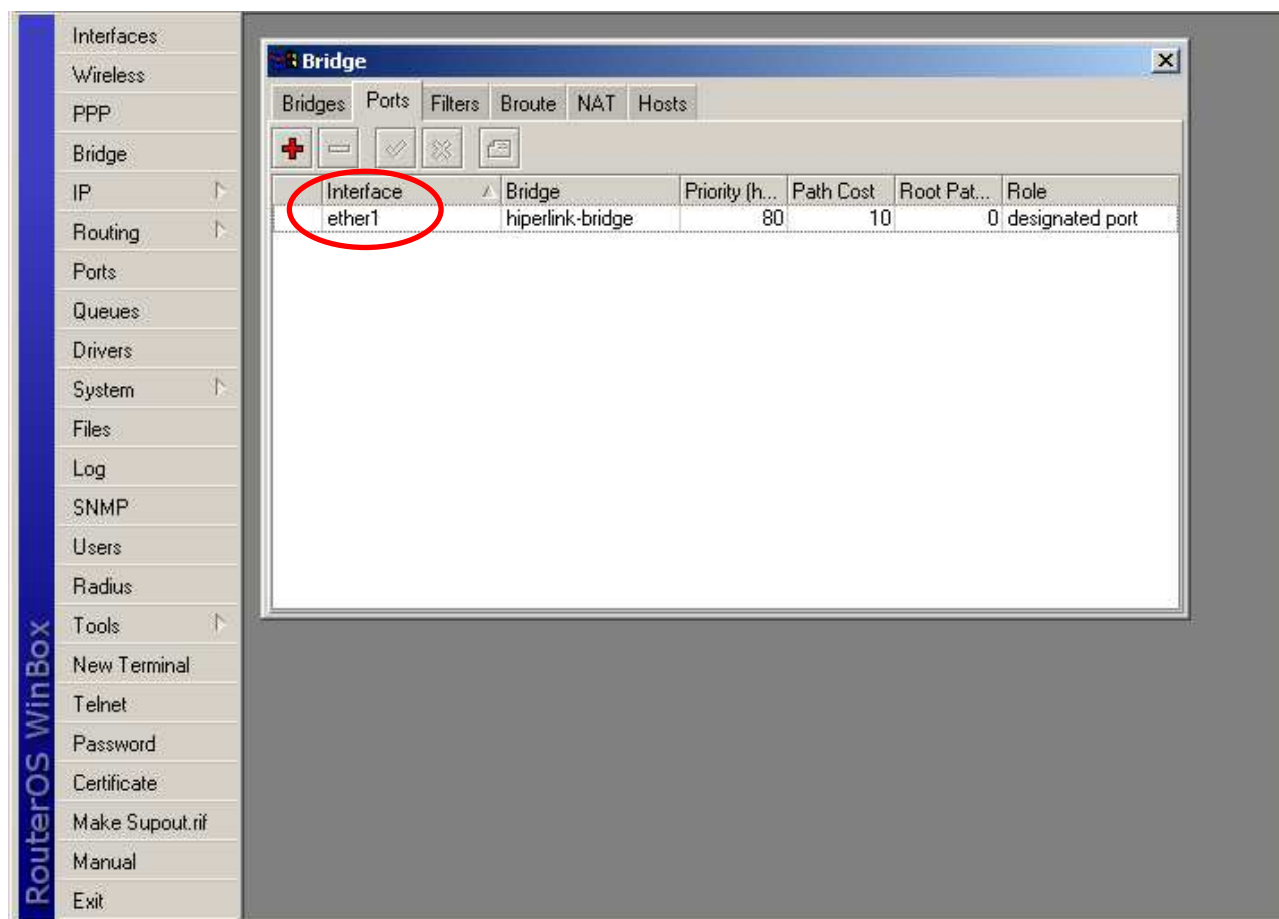 Interfaces
Wireless
PPP
Bridge
IP
Routing
Ports
Queues
Drivers
System
Files
Log
SNMP
Users
Radius
Tools
New Terminal
Telnet
Password
Certificate
Make Supout.rif
Manual
Exit
RouterOS WinBox
Bridge
Bridges Ports Filters Broute NAT Hosts
Interface Bridge Priority (h... Path Cost Root Pat... Role
ether1 hiperlink-bridge 80 10 0 designated port